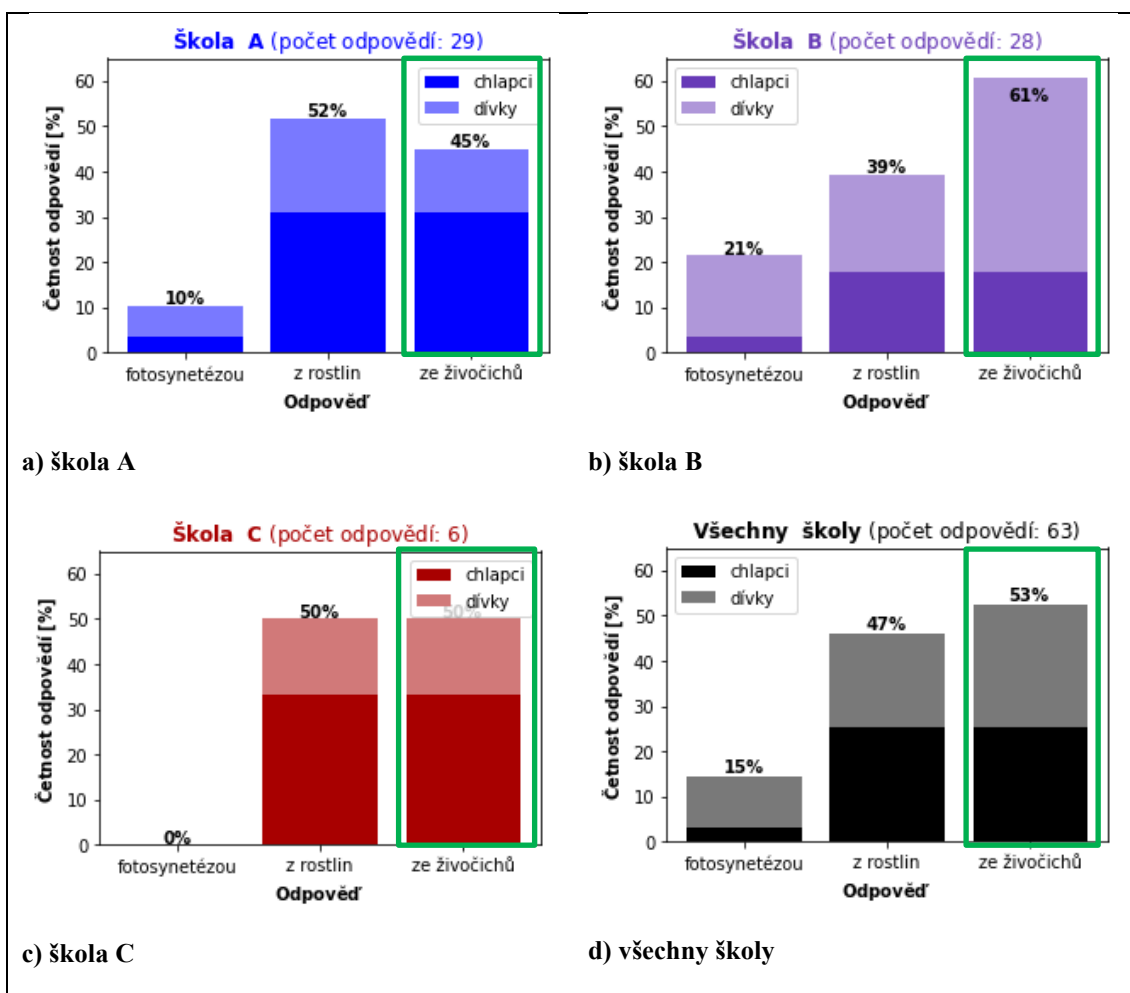 Škola A (počet odpovědí: 29)
Četnost odpovědí [%]
60
50
40
30
20
10
0
chlapci
dívky
10%
52%
45%
fotosynetézou
z rostlin
ze živočichů
Odpověď
a) škola A
Škola B (počet odpovědí: 28)
Četnost odpovědí [%]
60
50
40
30
20
10
0
chlapci
dívky
21%
39%
61%
fotosynetézou
z rostlin
ze živočichů
Odpověď
b) škola B
Škola C (počet odpovědí: 6)
Četnost odpovědí [%]
60
50
40
30
20
10
0
chlapci
dívky
0%
50%
50%
fotosynetézou
z rostlin
ze živočichů
Odpověď
c) škola C
Všechny školy (počet odpovědí: 63)
Četnost odpovědí [%]
60
50
40
30
20
10
0
chlapci
dívky
15%
47%
53%
fotosynetézou
z rostlin
ze živočichů
Odpověď
d) všechny školy